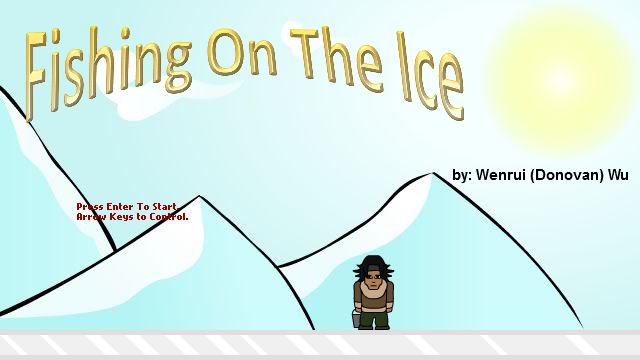 Fishing On The Ice
by: Wenrui (Donovan) Wu
Press Enter To Start.
Arrow Keys to Control.